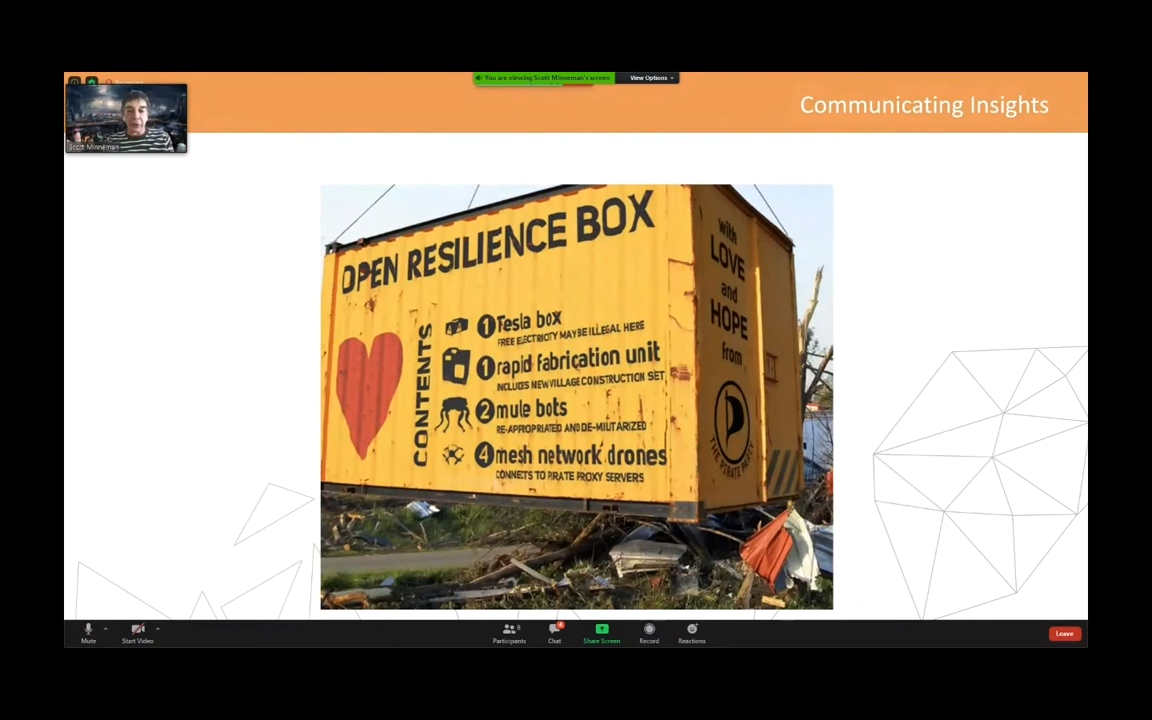 You are viewing Scott Minneman's screen
View Options
Communicating Insights
Scott Minneman
OPEN RESILIENCE BOX
CONTENTS
1 Tesla box
FREE ELECTRICITY MAY BE ILLEGAL HERE
1 rapid fabrication unit
INCLUDES NEW VILLAGE CONSTRUCTION SET
2 mule bots
RE-APPROPRIATED AND DE-MILITARIZED
4 mesh network drones
CONNECTS TO PIRATE PROXY SERVERS
with
LOVE
and
HOPE
from
THE PIRATE PARTY
Mute
Start Video
Participants
8
Chat
Share Screen
Record
Reactions
Leave